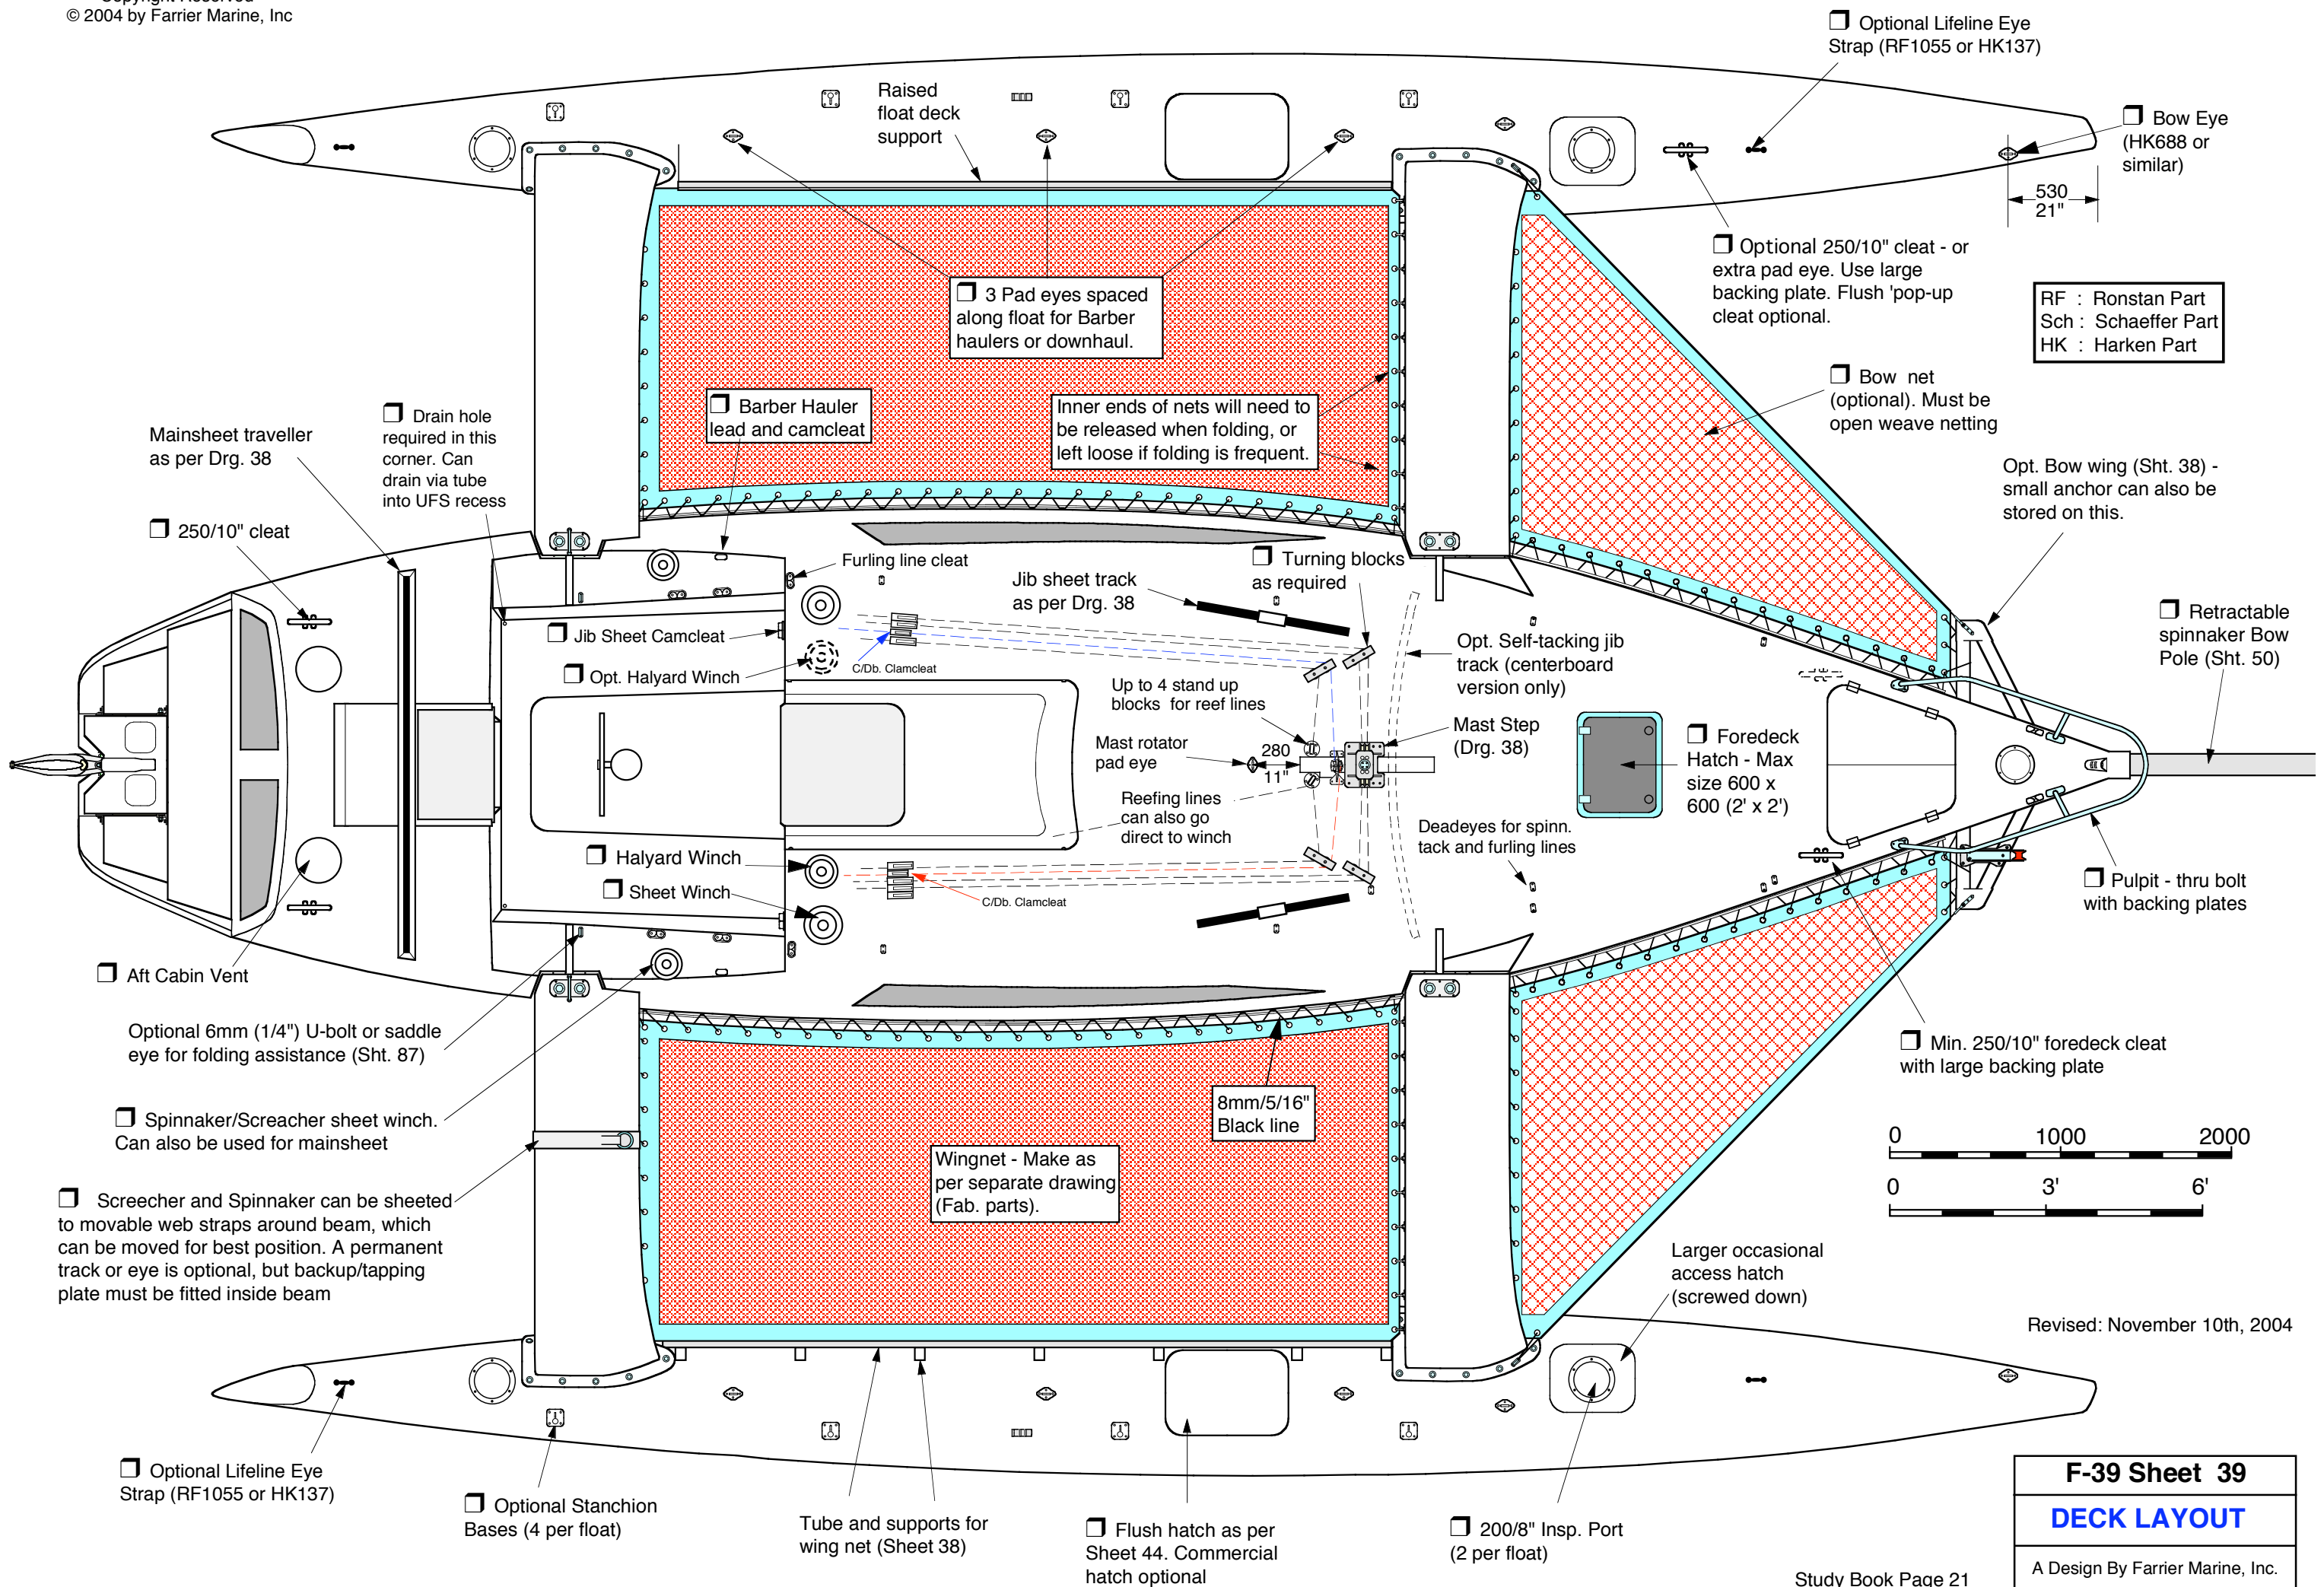 Copyright Reserved
© 2004 by Farrier Marine, Inc
❒ Optional Lifeline Eye
Strap (RF1055 or HK137)
Raised
float deck
support
❒ Bow Eye
(HK688 or
similar)
530
21"
❒ Optional 250/10" cleat - or
extra pad eye. Use large
backing plate. Flush 'pop-up
cleat optional.
❒ 3 Pad eyes spaced
along float for Barber
haulers or downhaul.
RF : Ronstan Part
Sch : Schaeffer Part
HK : Harken Part
❒ Bow net
(optional). Must be
open weave netting
❒ Barber Hauler
lead and camcleat
Inner ends of nets will need to
be released when folding, or
left loose if folding is frequent.
❒ Drain hole
required in this
corner. Can
drain via tube
into UFS recess
Mainsheet traveller
as per Drg. 38
❒ 250/10" cleat
Opt. Bow wing (Sht. 38) -
small anchor can also be
stored on this.
Furling line cleat
❒ Turning blocks
as required
Jib sheet track
as per Drg. 38
❒ Retractable
spinnaker Bow
Pole (Sht. 50)
❒ Jib Sheet Camcleat
C/Db. Clamcleat
❒ Opt. Halyard Winch
Opt. Self-tacking jib
track (centerboard
version only)
Up to 4 stand up
blocks for reef lines
Mast Step
(Drg. 38)
Mast rotator
pad eye
280
11"
❒ Foredeck
Hatch - Max
size 600 x
600 (2' x 2')
Reefing lines
can also go
direct to winch
Deadeyes for spinn.
tack and furling lines
❒ Halyard Winch
❒ Sheet Winch
C/Db. Clamcleat
❒ Pulpit - thru bolt
with backing plates
❒ Aft Cabin Vent
Optional 6mm (1/4") U-bolt or saddle
eye for folding assistance (Sht. 87)
❒ Min. 250/10" foredeck cleat
with large backing plate
❒ Spinnaker/Screacher sheet winch.
Can also be used for mainsheet
8mm/5/16"
Black line
0 1000 2000
0 3' 6'
Wingnet - Make as
per separate drawing
(Fab. parts).
❒ Screecher and Spinnaker can be sheeted
to movable web straps around beam, which
can be moved for best position. A permanent
track or eye is optional, but backup/tapping
plate must be fitted inside beam
Larger occasional
access hatch
(screwed down)
Revised: November 10th, 2004
❒ Optional Lifeline Eye
Strap (RF1055 or HK137)
❒ Optional Stanchion
Bases (4 per float)
Tube and supports for
wing net (Sheet 38)
❒ Flush hatch as per
Sheet 44. Commercial
hatch optional
❒ 200/8" Insp. Port
(2 per float)
F-39 Sheet 39
DECK LAYOUT
A Design By Farrier Marine, Inc.
Study Book Page 21